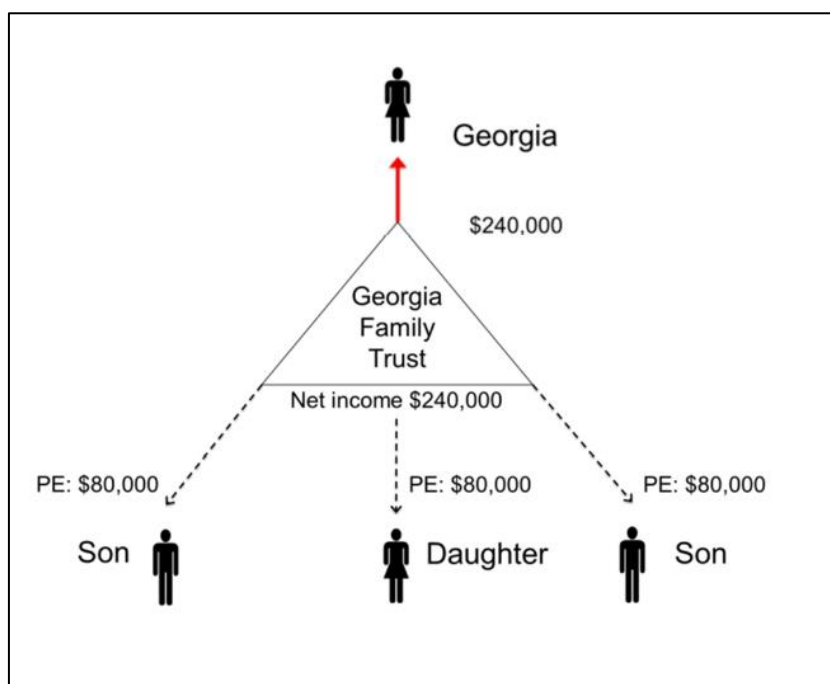 Georgia
$240,000
Georgia
Family
Trust
Net income $240,000
PE: $80,000
PE: $80,000
PE: $80,000
Son
Daughter
Son